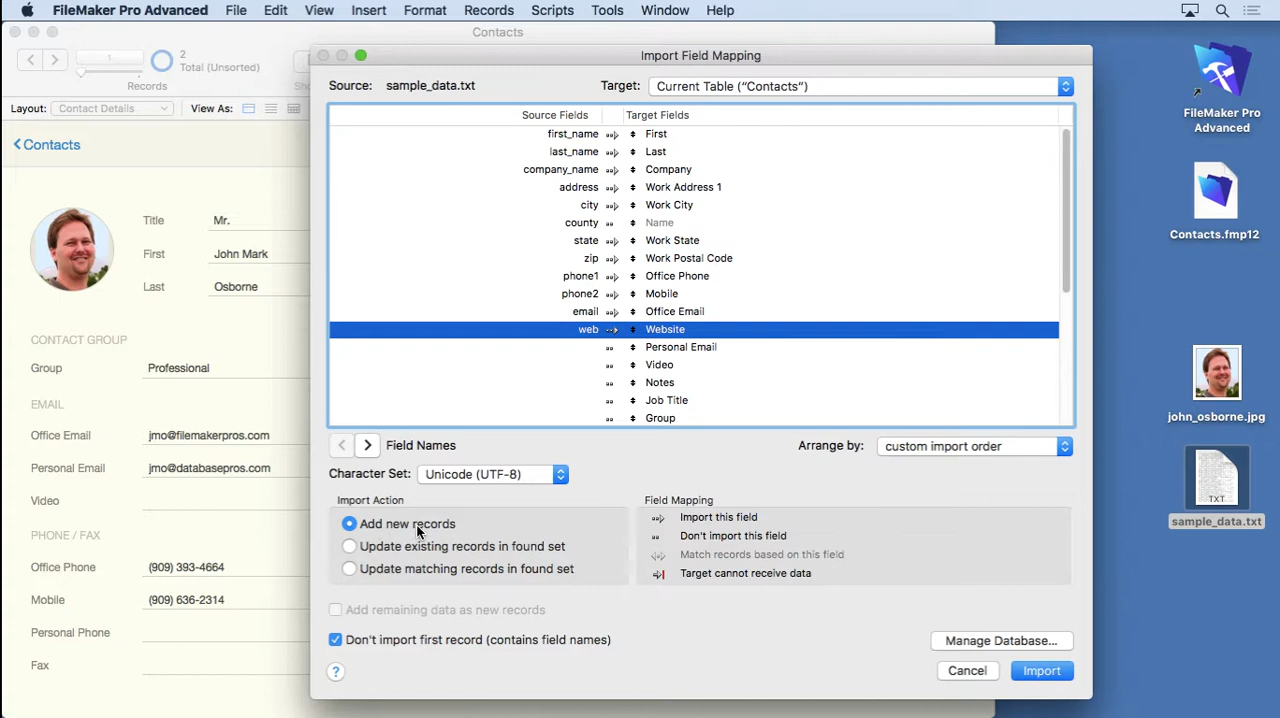 FileMaker Pro Advanced File Edit View Insert Format Records Scripts Tools Window Help
Contacts
1
2
Total (Unsorted)
Records
Layout: Contact Details View As:
Contacts
Title Mr.
First John Mark
Last Osborne
CONTACT GROUP
Group Professional
EMAIL
Office Email jmo@filemakerpros.com
Personal Email jmo@databasepros.com
Video
PHONE / FAX
Office Phone (909) 393-4664
Mobile (909) 636-2314
Personal Phone
Fax
Import Field Mapping
Source: sample_data.txt Target: Current Table (“Contacts”)
Source Fields Target Fields
first_name First
last_name Last
company_name Company
address Work Address 1
city Work City
county Name
state Work State
zip Work Postal Code
phone1 Office Phone
phone2 Mobile
email Office Email
web Website
Personal Email
Video
Notes
Job Title
Group
Field Names Arrange by: custom import order
Character Set: Unicode (UTF-8)
Import Action
Add new records
Update existing records in found set
Update matching records in found set
Add remaining data as new records
Don't import first record (contains field names)
Field Mapping
Import this field
Don't import this field
Match records based on this field
Target cannot receive data
Manage Database...
? Cancel Import
FileMaker Pro
Advanced
Contacts.fmp12
john_osborne.jpg
TXT
sample_data.txt